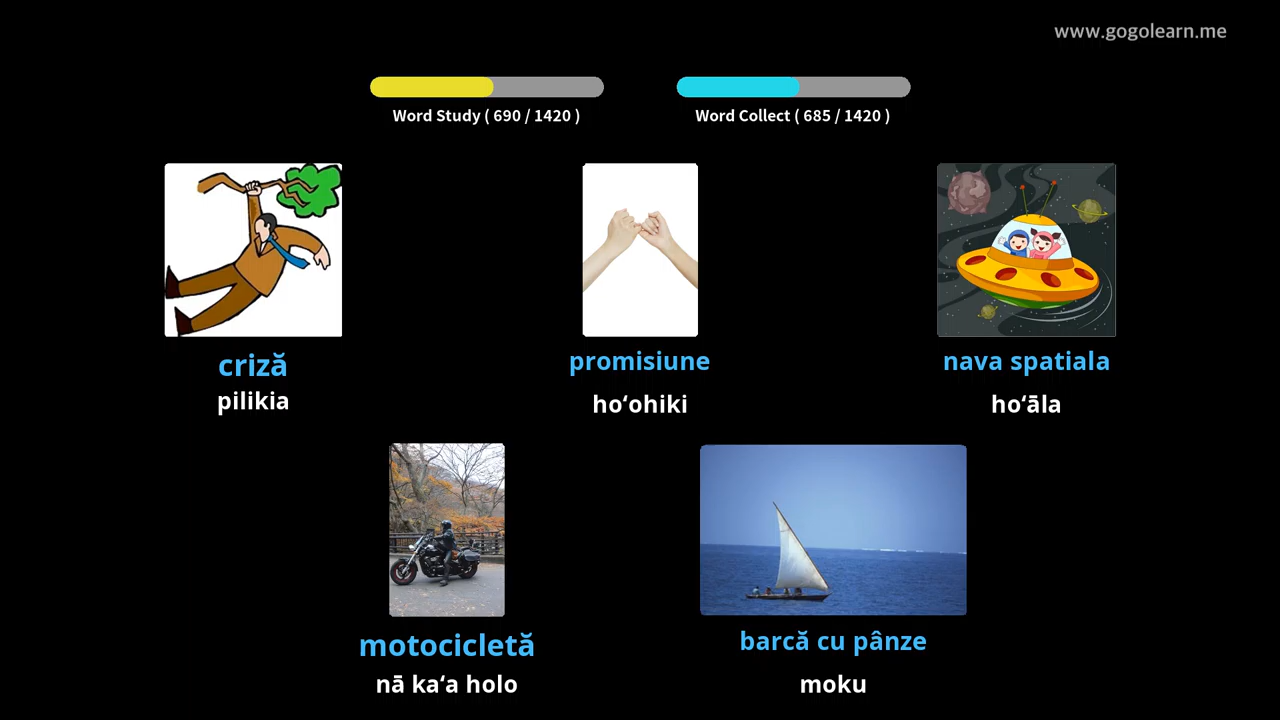 www.gogolearn.me
Word Study ( 690 / 1420 )
Word Collect ( 685 / 1420 )
criză
pilikia
promisiune
hoʻohiki
nava spatiala
hoʻāla
motocicletă
nā kaʻa holo
barcă cu pânze
moku